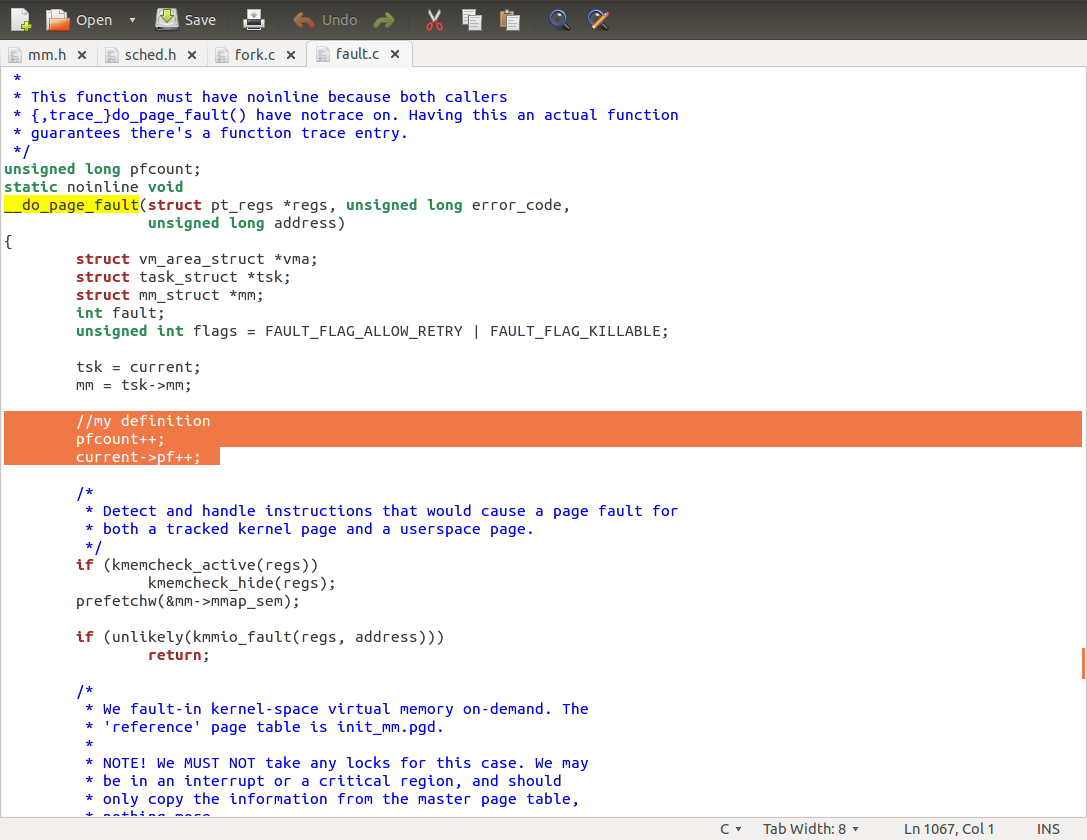 Open Save Undo
mm.h × sched.h × fork.c × fault.c ×
 *
 * This function must have noinline because both callers
 * {,trace_}do_page_fault() have notrace on. Having this an actual function
 * guarantees there's a function trace entry.
 */
unsigned long pfcount;
static noinline void
__do_page_fault(struct pt_regs *regs, unsigned long error_code,
                unsigned long address)
{
        struct vm_area_struct *vma;
        struct task_struct *tsk;
        struct mm_struct *mm;
        int fault;
        unsigned int flags = FAULT_FLAG_ALLOW_RETRY | FAULT_FLAG_KILLABLE;

        tsk = current;
        mm = tsk->mm;

        //my definition
        pfcount++;
        current->pf++;

        /*
         * Detect and handle instructions that would cause a page fault for
         * both a tracked kernel page and a userspace page.
         */
        if (kmemcheck_active(regs))
                kmemcheck_hide(regs);
        prefetchw(&mm->mmap_sem);

        if (unlikely(kmmio_fault(regs, address)))
                return;

        /*
         * We fault-in kernel-space virtual memory on-demand. The
         * 'reference' page table is init_mm.pgd.
         *
         * NOTE! We MUST NOT take any locks for this case. We may
         * be in an interrupt or a critical region, and should
         * only copy the information from the master page table,
         * nothing more.
C Tab Width: 8 Ln 1067, Col 1 INS